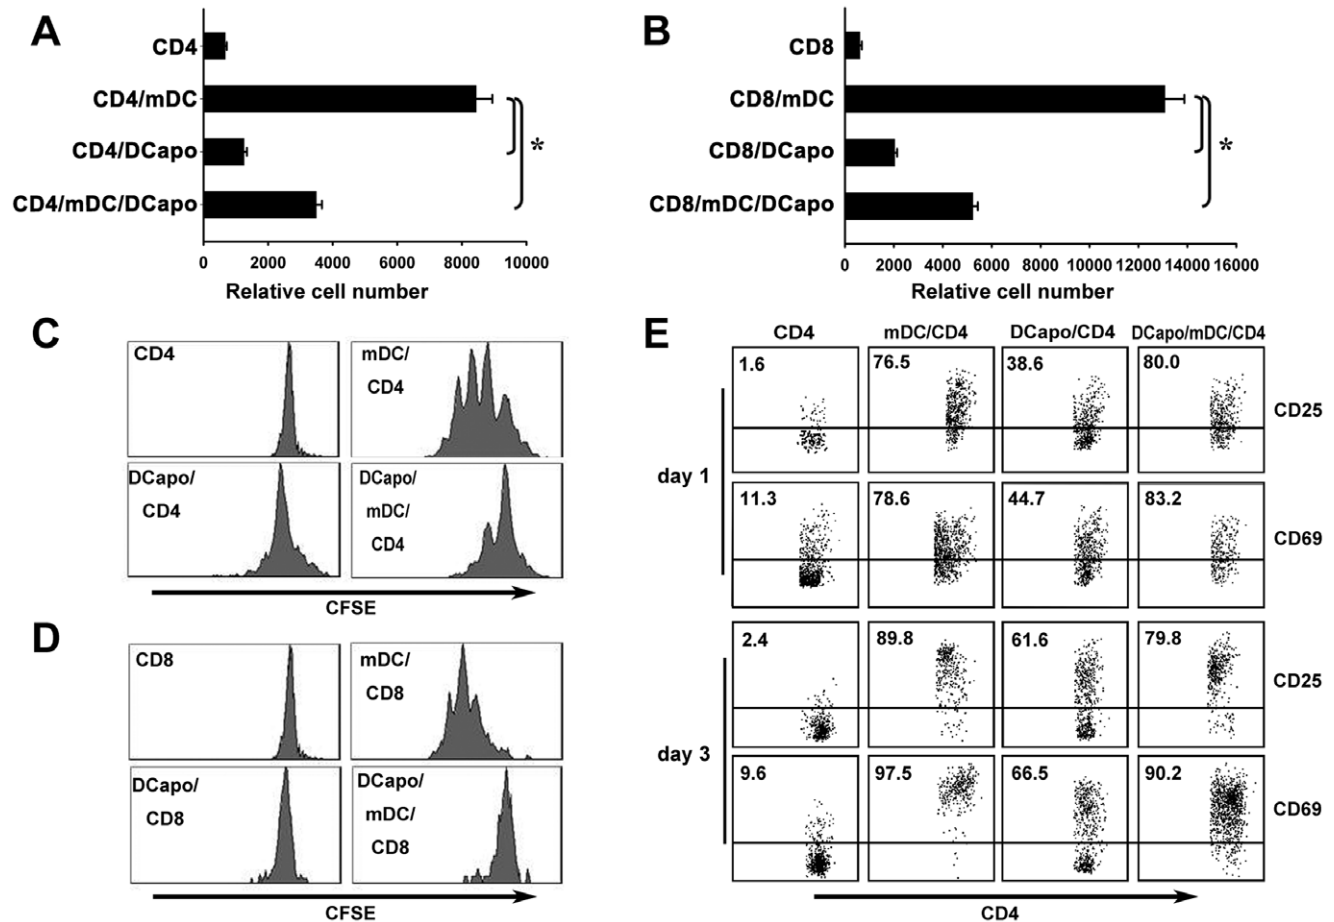 A
CD4
CD4/mDC
CD4/DCapo
CD4/mDC/DCapo
*
0 2000 4000 6000 8000 10000
Relative cell number
B
CD8
CD8/mDC
CD8/DCapo
CD8/mDC/DCapo
*
0 2000 4000 6000 8000 10000 12000 14000 16000
Relative cell number
C
CD4
mDC/
CD4
DCapo/
CD4
DCapo/
mDC/
CD4
CFSE
D
CD8
mDC/
CD8
DCapo/
CD8
DCapo/
mDC/
CD8
CFSE
E
CD4 mDC/CD4 DCapo/CD4 DCapo/mDC/CD4
1.6 76.5 38.6 80.0
CD25
day 1
11.3 78.6 44.7 83.2
CD69
2.4 89.8 61.6 79.8
CD25
day 3
9.6 97.5 66.5 90.2
CD69
CD4